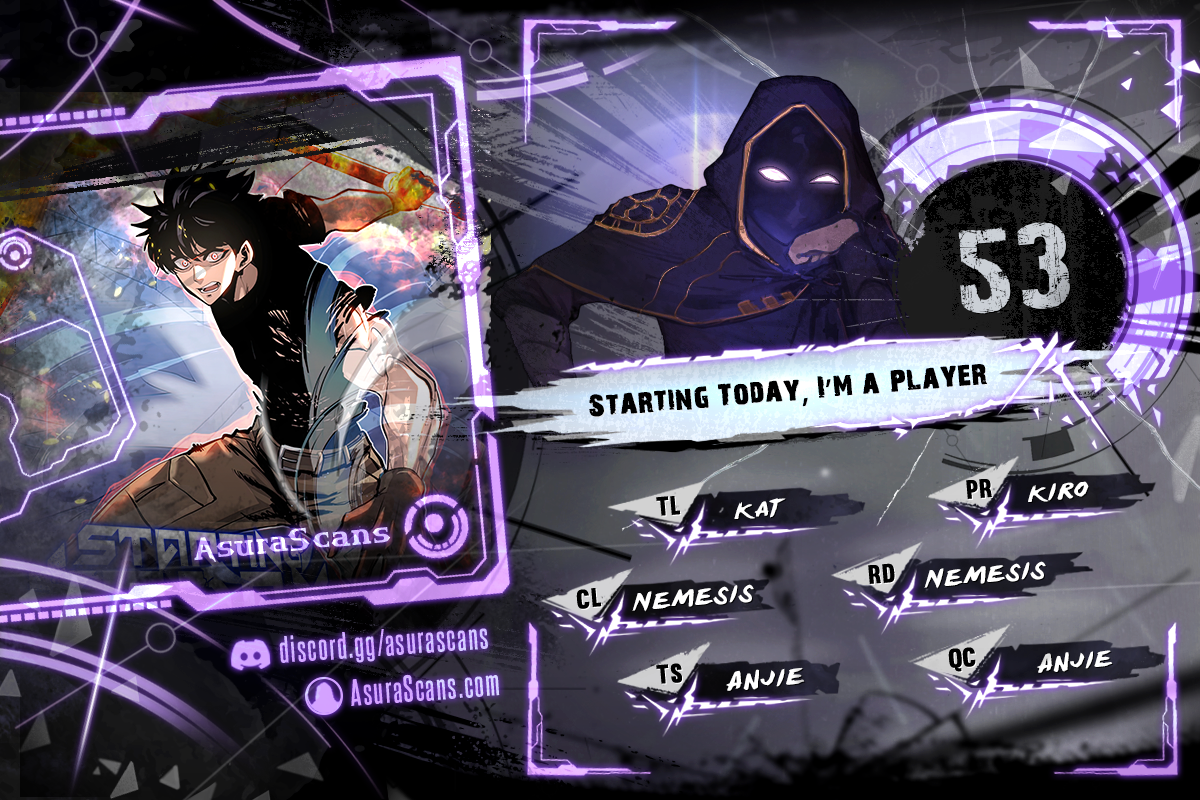 53
STARTING TODAY, I'M A PLAYER
TL KAT
PR KIRO
CL NEMESIS
RD NEMESIS
TS ANJIE
QC ANJIE
STARTING
AsuraScans
discord.gg/asurascans
AsuraScans.com